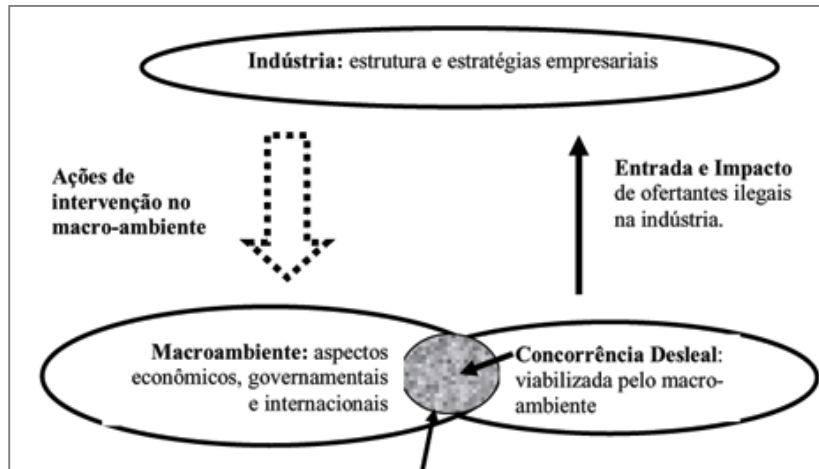 Indústria: estrutura e estratégias empresariais
Ações de
intervenção no
macro-ambiente
Entrada e Impacto
de ofertantes ilegais
na indústria.
Macroambiente: aspectos
econômicos, governamentais
e internacionais
Concorrência Desleal:
viabilizada pelo macro-
ambiente